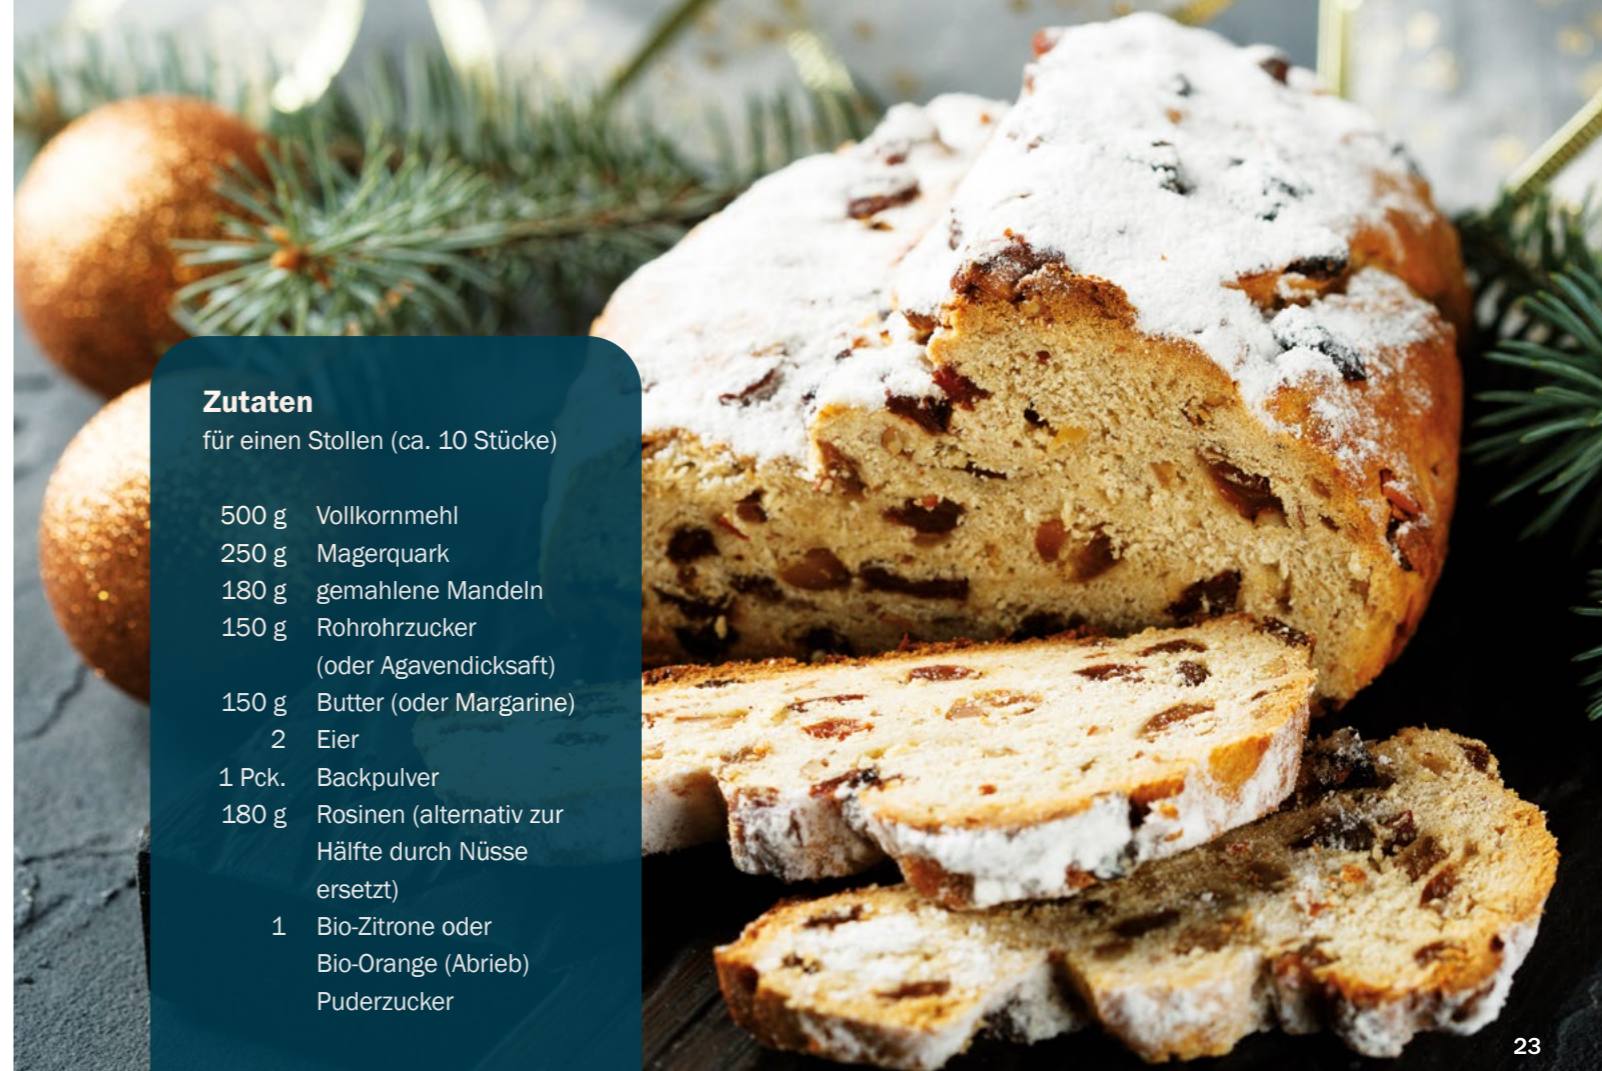 Zutaten
für einen Stollen (ca. 10 Stücke)
500 g Vollkornmehl
250 g Magerquark
180 g gemahlene Mandeln
150 g Rohrohrzucker
(oder Agavendicksaft)
150 g Butter (oder Margarine)
2 Eier
1 Pck. Backpulver
180 g Rosinen (alternativ zur
Hälfte durch Nüsse
ersetzt)
1 Bio-Zitrone oder
Bio-Orange (Abrieb)
Puderzucker
23